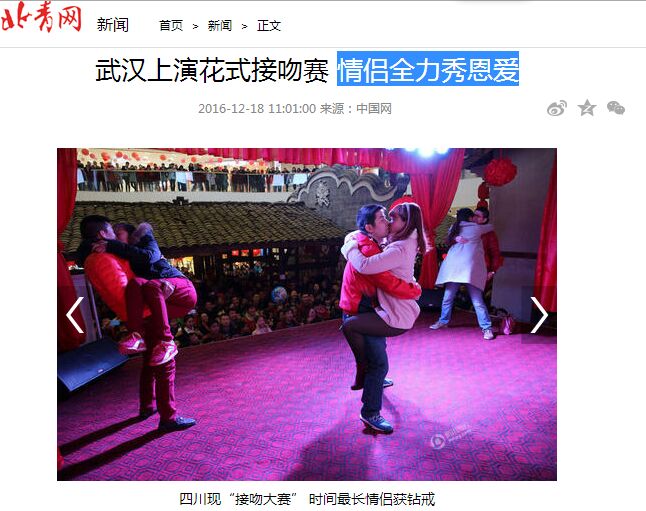 北青网 新闻 首页 > 新闻 > 正文
武汉上演花式接吻赛 情侣全力秀恩爱
2016-12-18 11:01:00 来源：中国网
四川现“接吻大赛” 时间最长情侣获钻戒